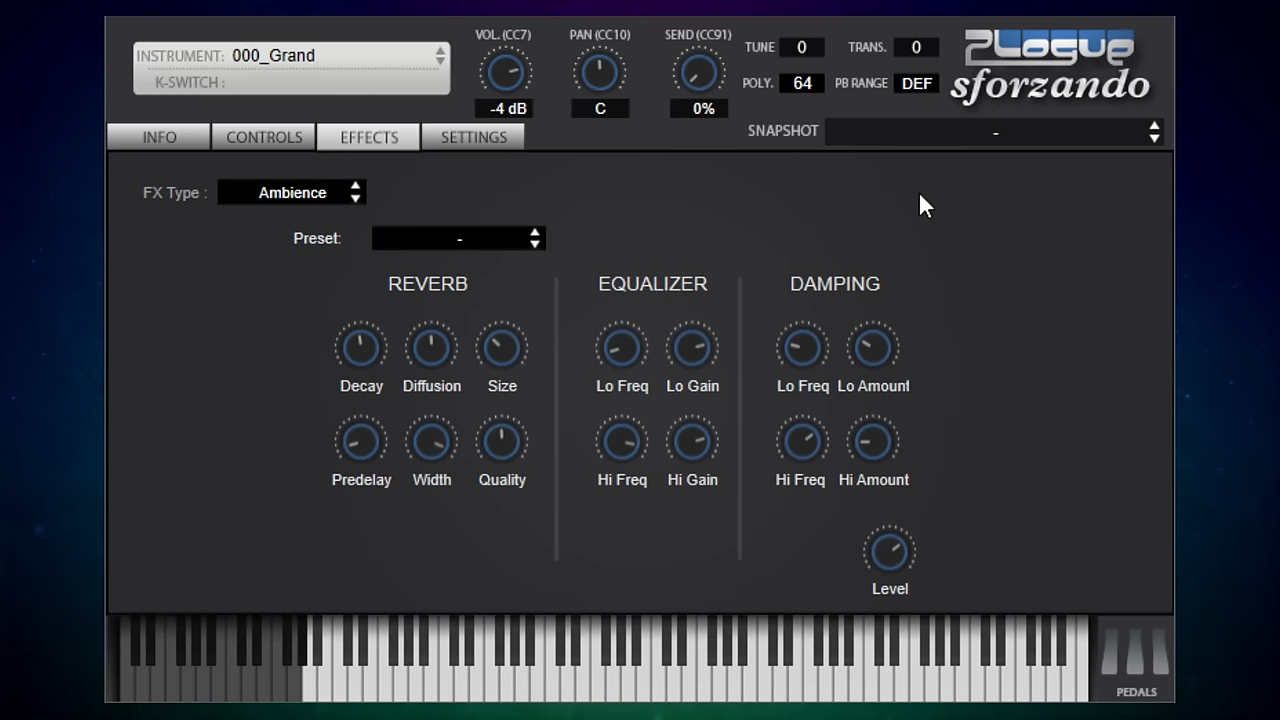 INSTRUMENT: 000_Grand
K-SWITCH :
VOL. (CC7)
-4 dB
PAN (CC10)
C
SEND (CC91)
0%
TUNE 0 TRANS. 0
POLY. 64 PB RANGE DEF
Plogue
sforzando
SNAPSHOT -
INFO CONTROLS EFFECTS SETTINGS
FX Type : Ambience
Preset: -
REVERB
Decay Diffusion Size
Predelay Width Quality
EQUALIZER
Lo Freq Lo Gain
Hi Freq Hi Gain
DAMPING
Lo Freq Lo Amount
Hi Freq Hi Amount
Level
PEDALS